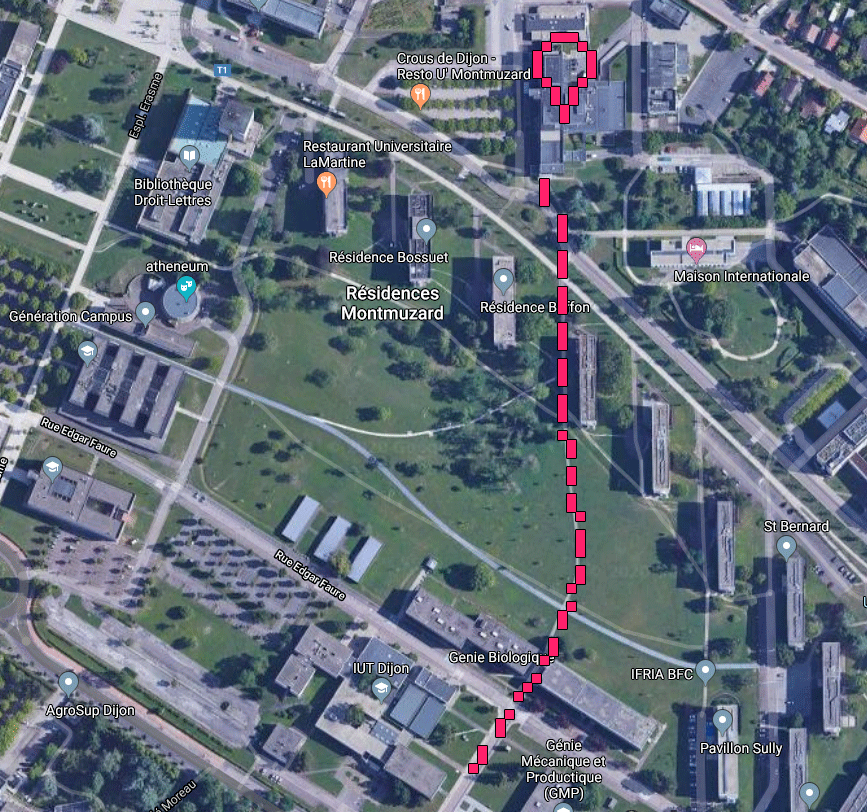 Crous de Dijon -
Resto U' Montmuzard
T1
Espl. Erasme
Restaurant Universitaire
LaMartine
Bibliothèque
Droit-Lettres
Résidence Bossuet
atheneum
Maison Internationale
Résidences
Montmuzard
Résidence B ffon
Génération Campus
Rue Edgar Faure
St Bernard
Rue Edgar Faure
Genie Biologique
IUT Dijon
IFRIA BFC
AgroSup Dijon
Pavillon Sully
Génie
Mécanique et
Productique
(GMP)
Moreau